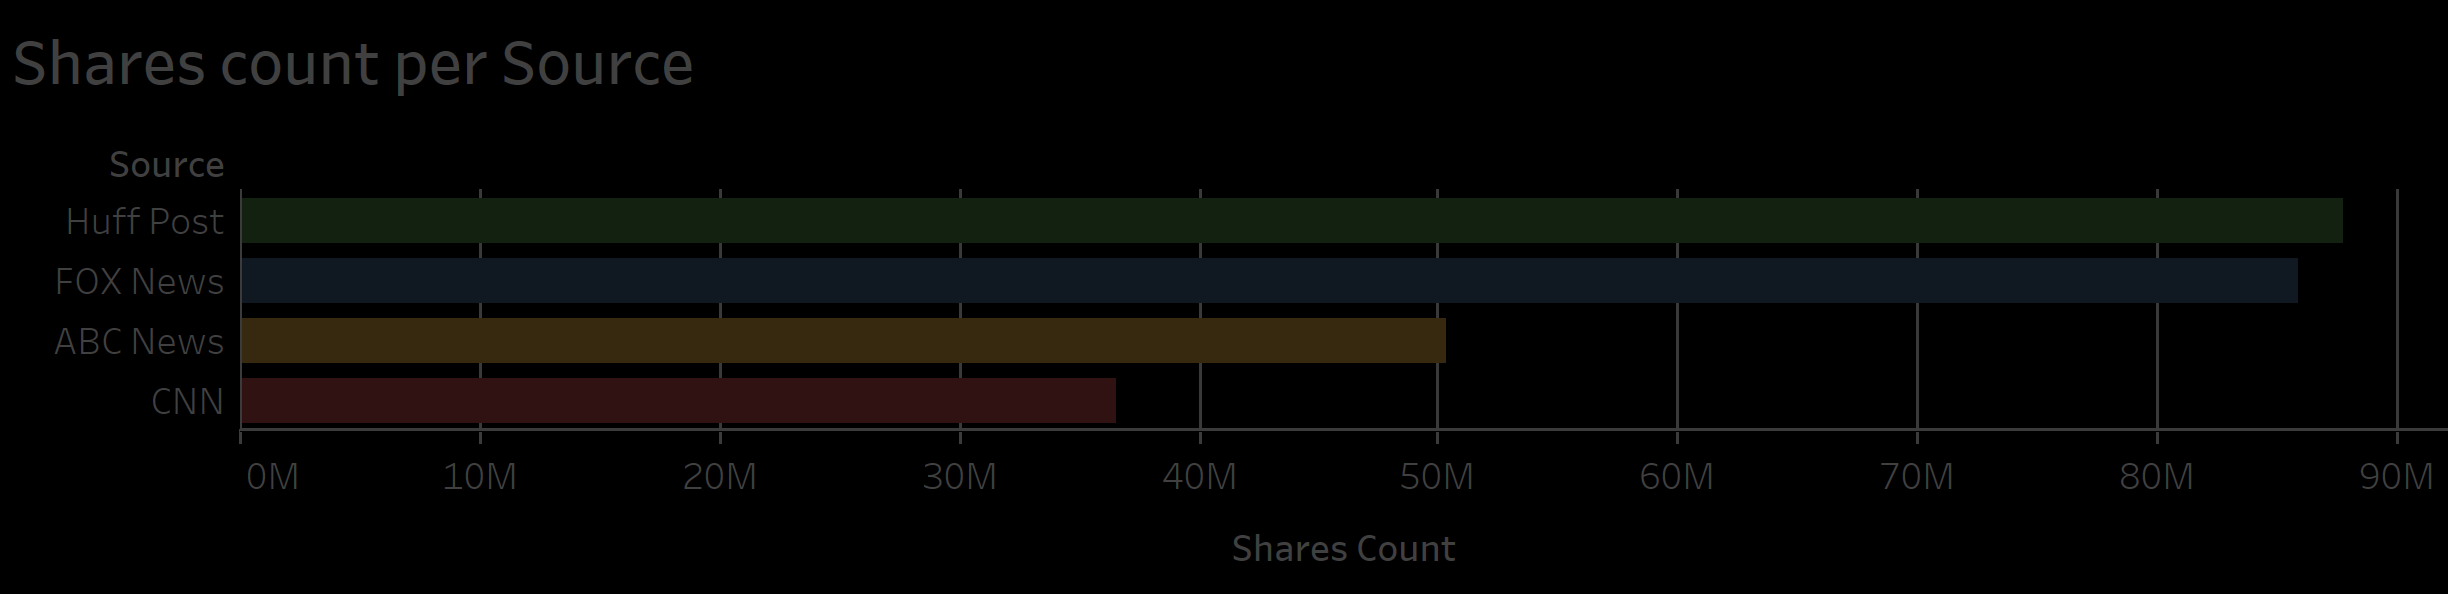 Shares count per Source
Source
Huff Post
FOX News
ABC News
CNN
0M 10M 20M 30M 40M 50M 60M 70M 80M 90M
Shares Count